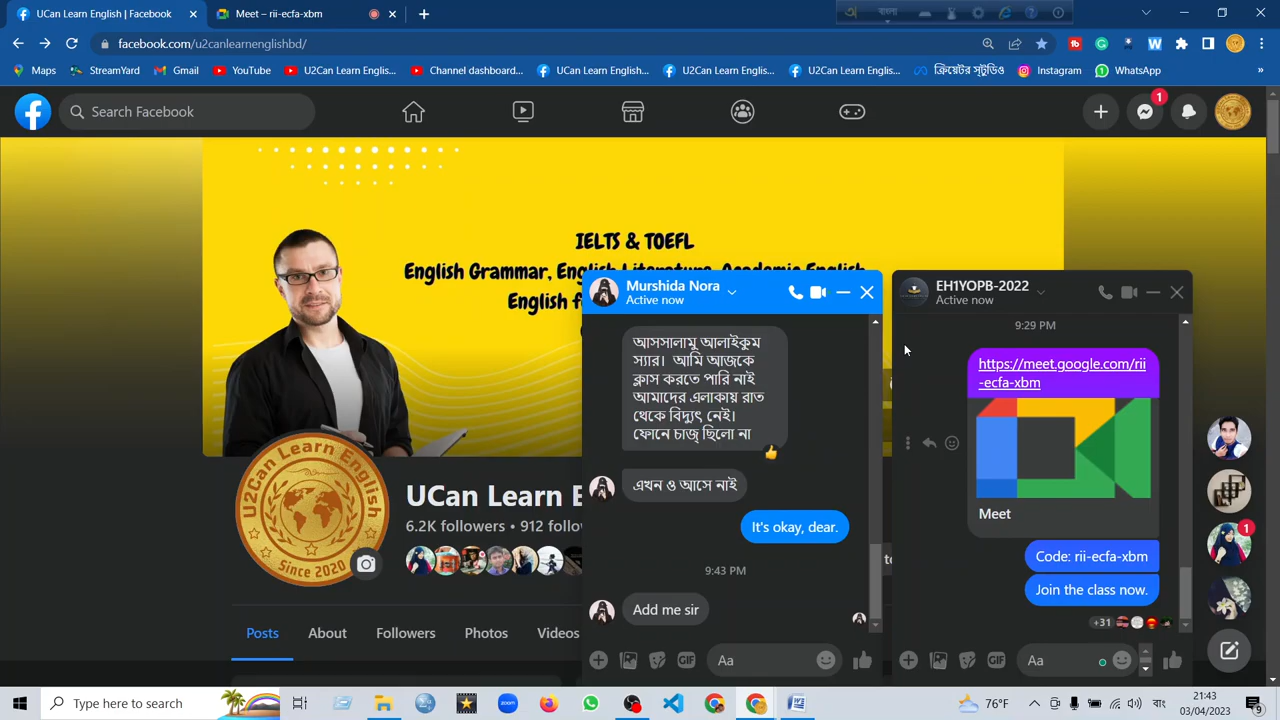 UCan Learn English | Facebook
Meet – rii-ecfa-xbm
বাংলা
facebook.com/u2canlearnenglishbd/
Maps
StreamYard
Gmail
YouTube
U2Can Learn Englis...
Channel dashboard...
UCan Learn English...
U2Can Learn Englis...
U2Can Learn Englis...
ক্রিয়েটর স্টুডিও
Instagram
WhatsApp
»
Search Facebook
1
IELTS & TOEFL
English Grammar, English Literature, Academic English
English f
Murshida Nora
Active now
আসসালামু আলাইকুম
স্যার। আমি আজকে
ক্লাস করতে পারি নাই
আমাদের এলাকায় রাত
থেকে বিদ্যুৎ নেই।
ফোনে চাজ্ ছিলো না
এখন ও আসে নাই
It's okay, dear.
9:43 PM
Add me sir
Aa
EH1YOPB-2022
Active now
9:29 PM
https://meet.google.com/rii
-ecfa-xbm
Meet
Code: rii-ecfa-xbm
Join the class now.
+31
Aa
1
U2Can Learn English
Since 2020
UCan Learn E
6.2K followers • 912 follow
Posts
About
Followers
Photos
Videos
Type here to search
zoom
76°F
বাং
21:43
03/04/2023
9